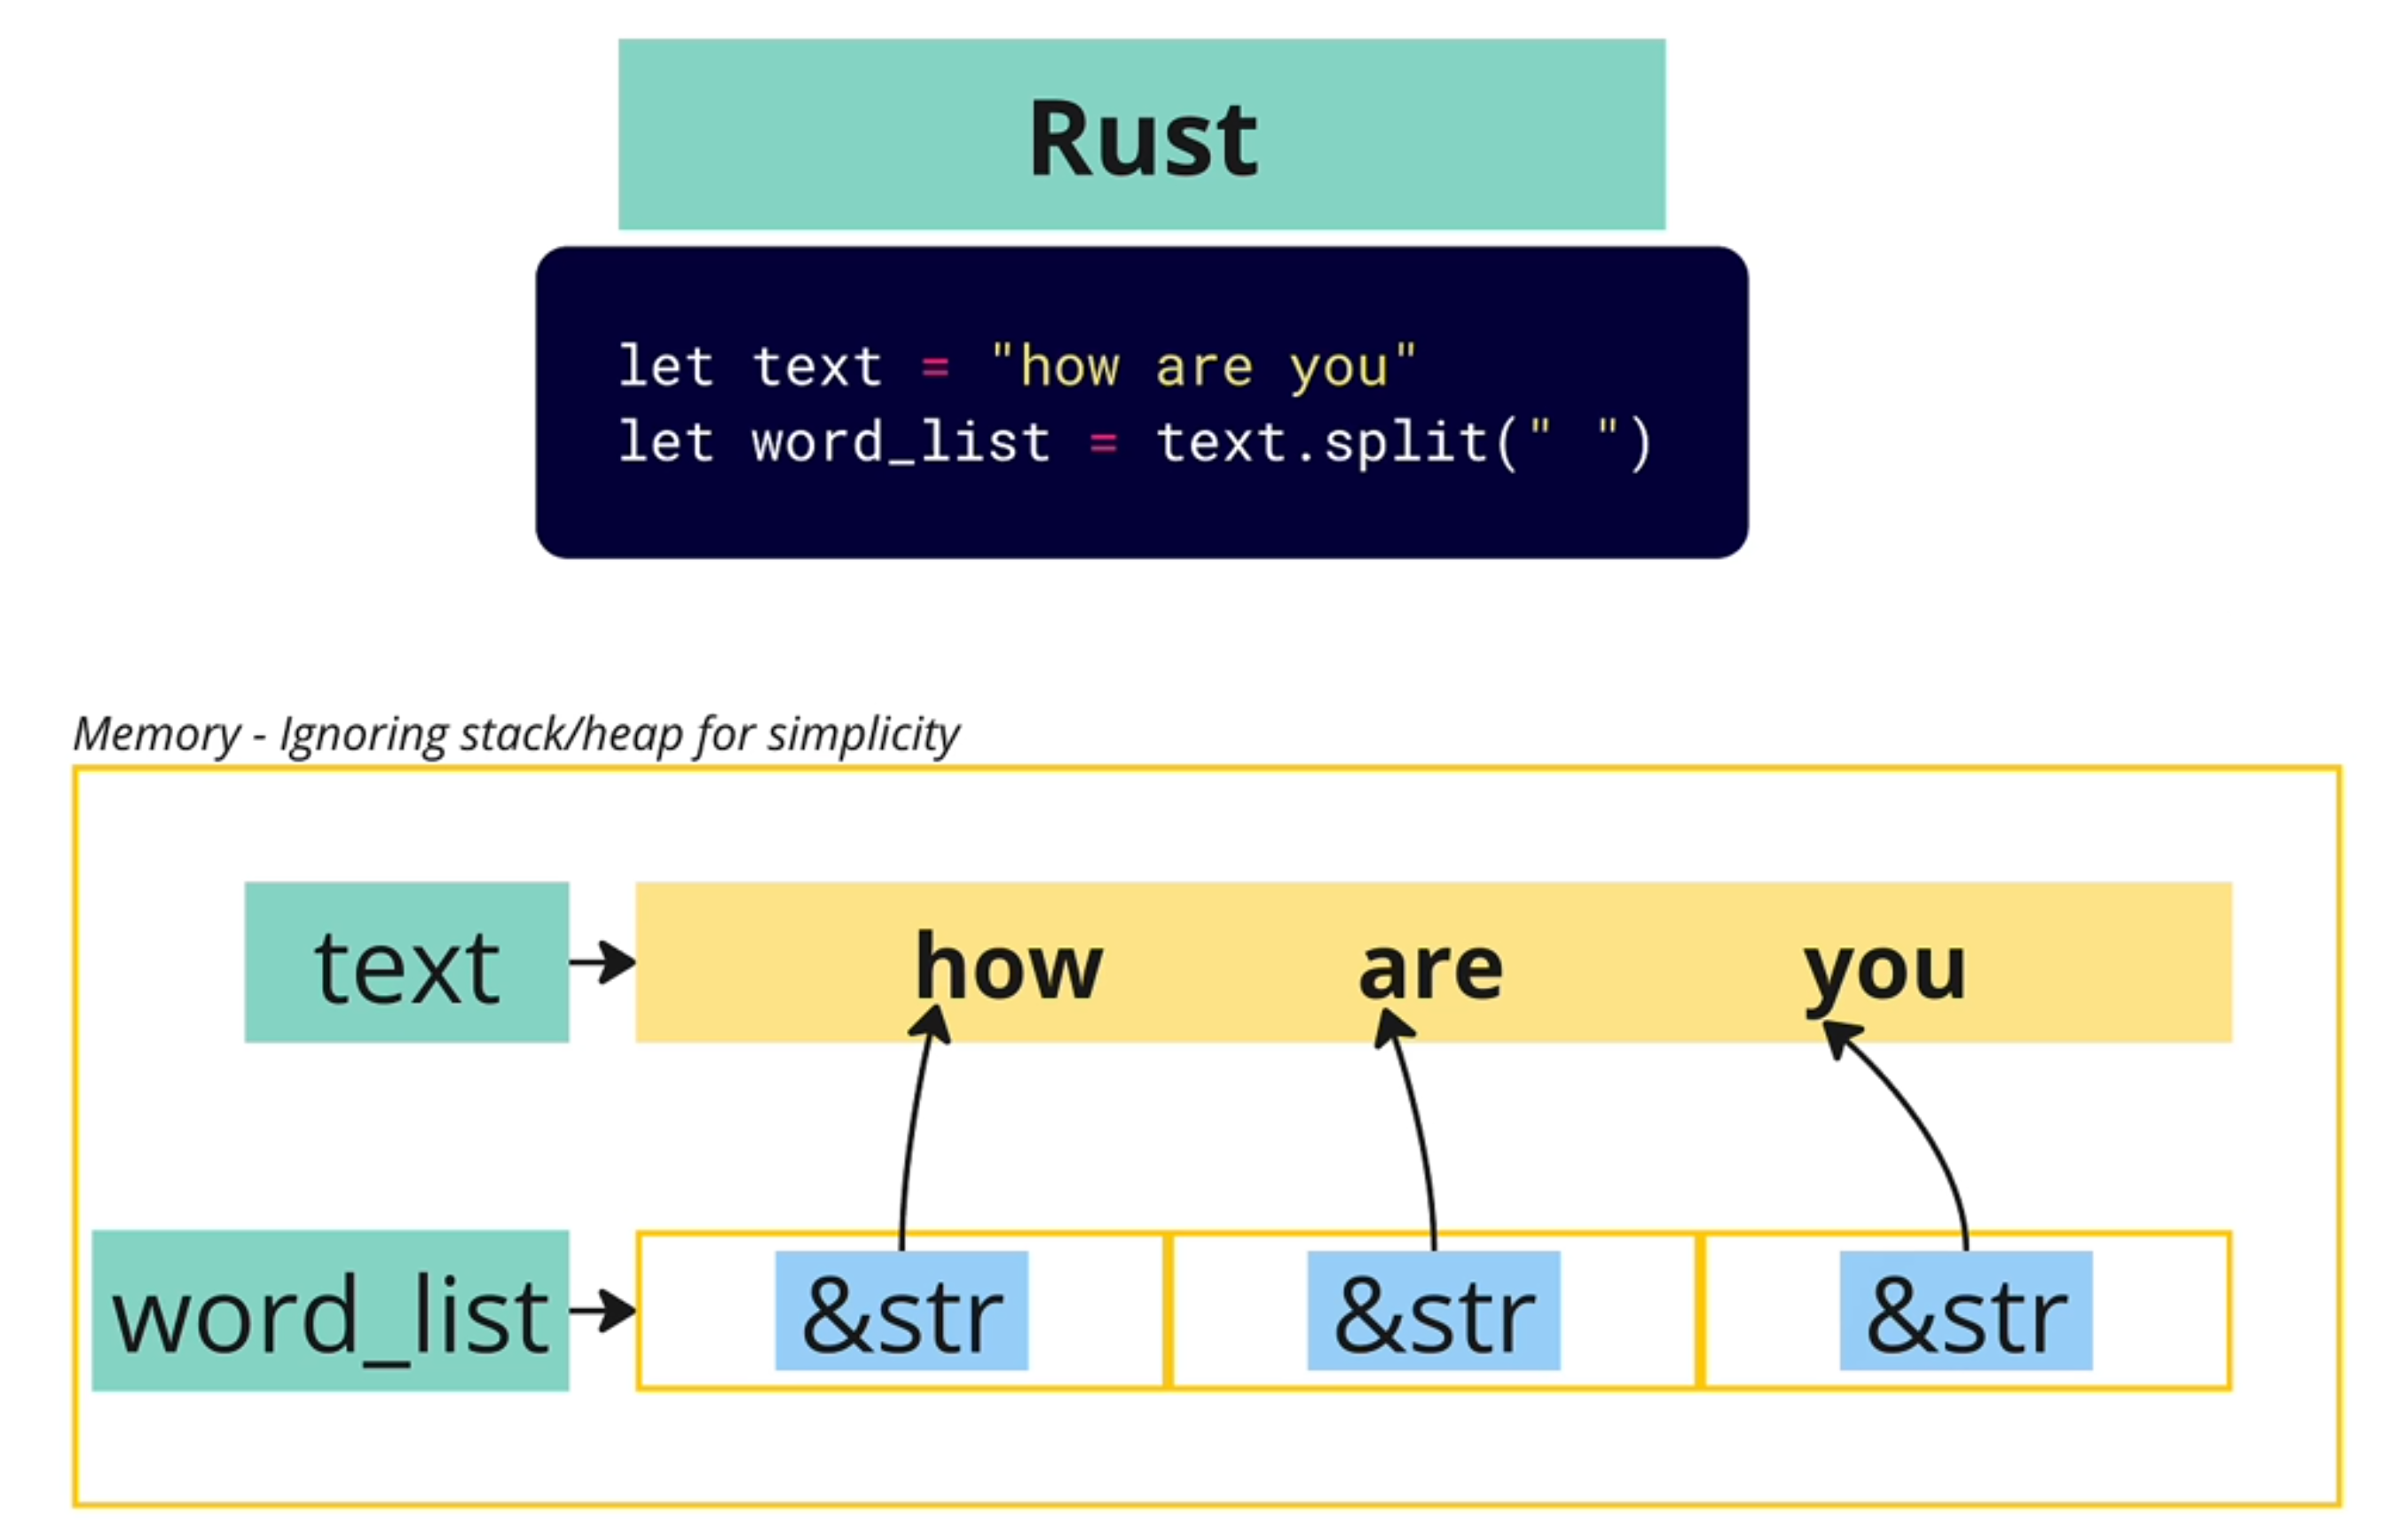 Rust
let text = "how are you"
let word_list = text.split(" ")
Memory - Ignoring stack/heap for simplicity
text how are you
word_list &str &str &str